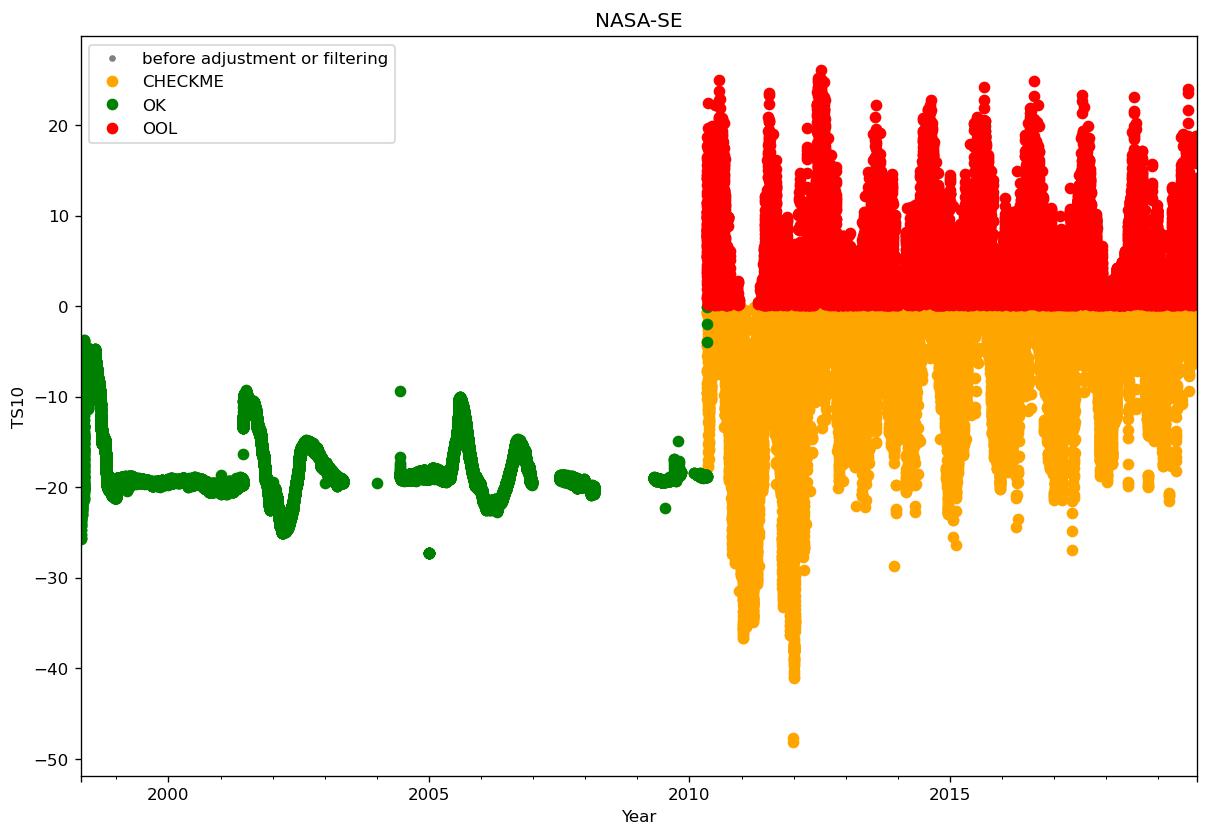 NASA-SE
before adjustment or filtering
CHECKME
OK
OOL
TS10
20
10
0
−10
−20
−30
−40
−50
2000 2005 2010 2015
Year